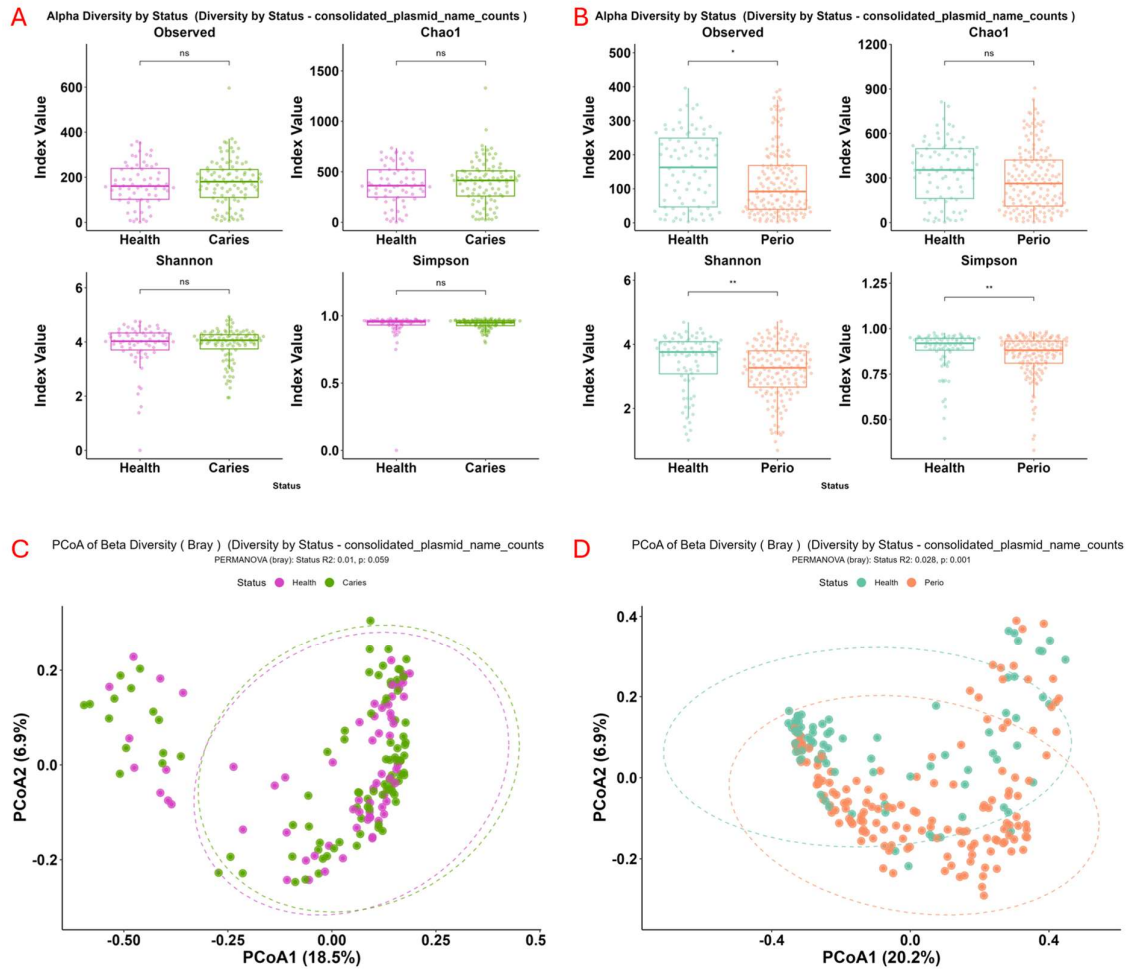 A
Alpha Diversity by Status (Diversity by Status - consolidated_plasmid_name_counts )
Observed
Chao1
ns
ns
Index Value
600
400
200
0
Health
Caries
Index Value
1500
1000
500
0
Health
Caries
Shannon
Simpson
ns
ns
Index Value
6
4
2
0
Health
Caries
Index Value
1.0
0.5
0.0
Health
Caries
Status
B
Alpha Diversity by Status (Diversity by Status - consolidated_plasmid_name_counts )
Observed
Chao1
*
ns
Index Value
500
400
300
200
100
0
Health
Perio
Index Value
1200
900
600
300
0
Health
Perio
Shannon
Simpson
**
**
Index Value
6
4
2
Health
Perio
Index Value
1.25
1.00
0.75
0.50
Health
Perio
Status
C
PCoA of Beta Diversity ( Bray ) (Diversity by Status - consolidated_plasmid_name_counts
PERMANOVA (bray): Status R2: 0.01, p: 0.059
Status Health Caries
PCoA2 (6.9%)
0.2
0.0
-0.2
-0.50
-0.25
0.00
0.25
0.5
PCoA1 (18.5%)
D
PCoA of Beta Diversity ( Bray ) (Diversity by Status - consolidated_plasmid_name_counts
PERMANOVA (bray): Status R2: 0.028, p: 0.001
Status Health Perio
PCoA2 (6.9%)
0.4
0.2
0.0
-0.2
-0.4
0.0
0.4
PCoA1 (20.2%)